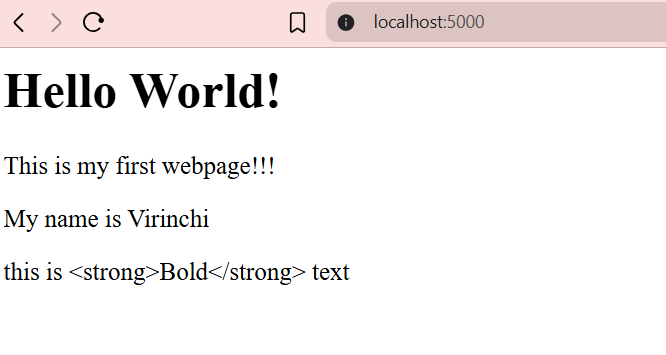 localhost:5000
Hello World!
This is my first webpage!!!
My name is Virinchi
this is <strong>Bold</strong> text